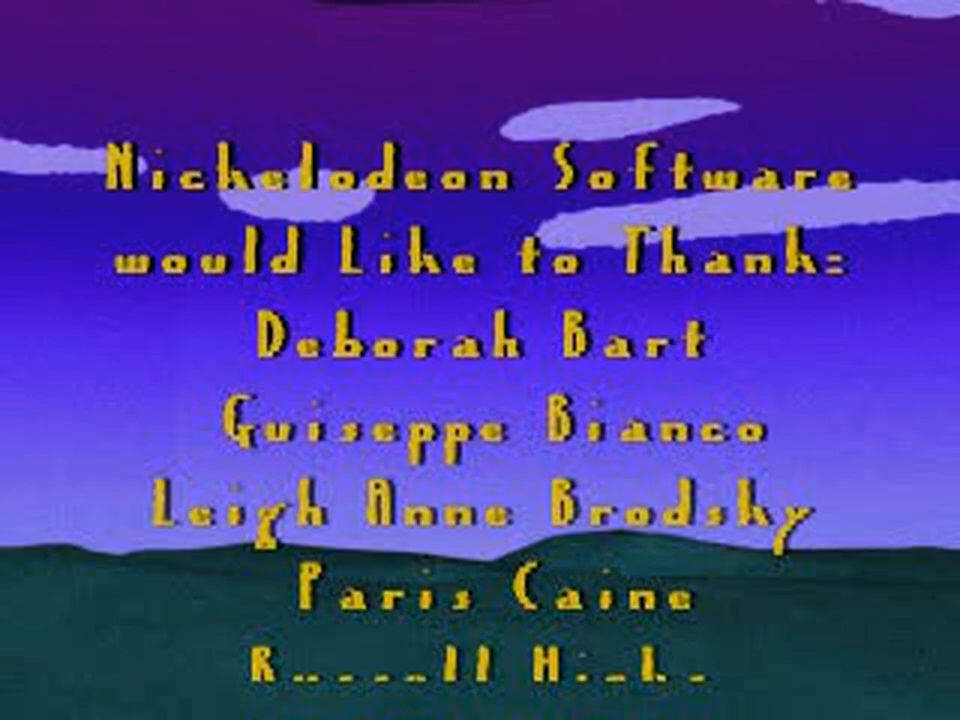 Nickelodeon Software
would Like to Thank:
Deborah Bart
Guiseppe Bianco
Leigh Anne Brodsky
Paris Caine